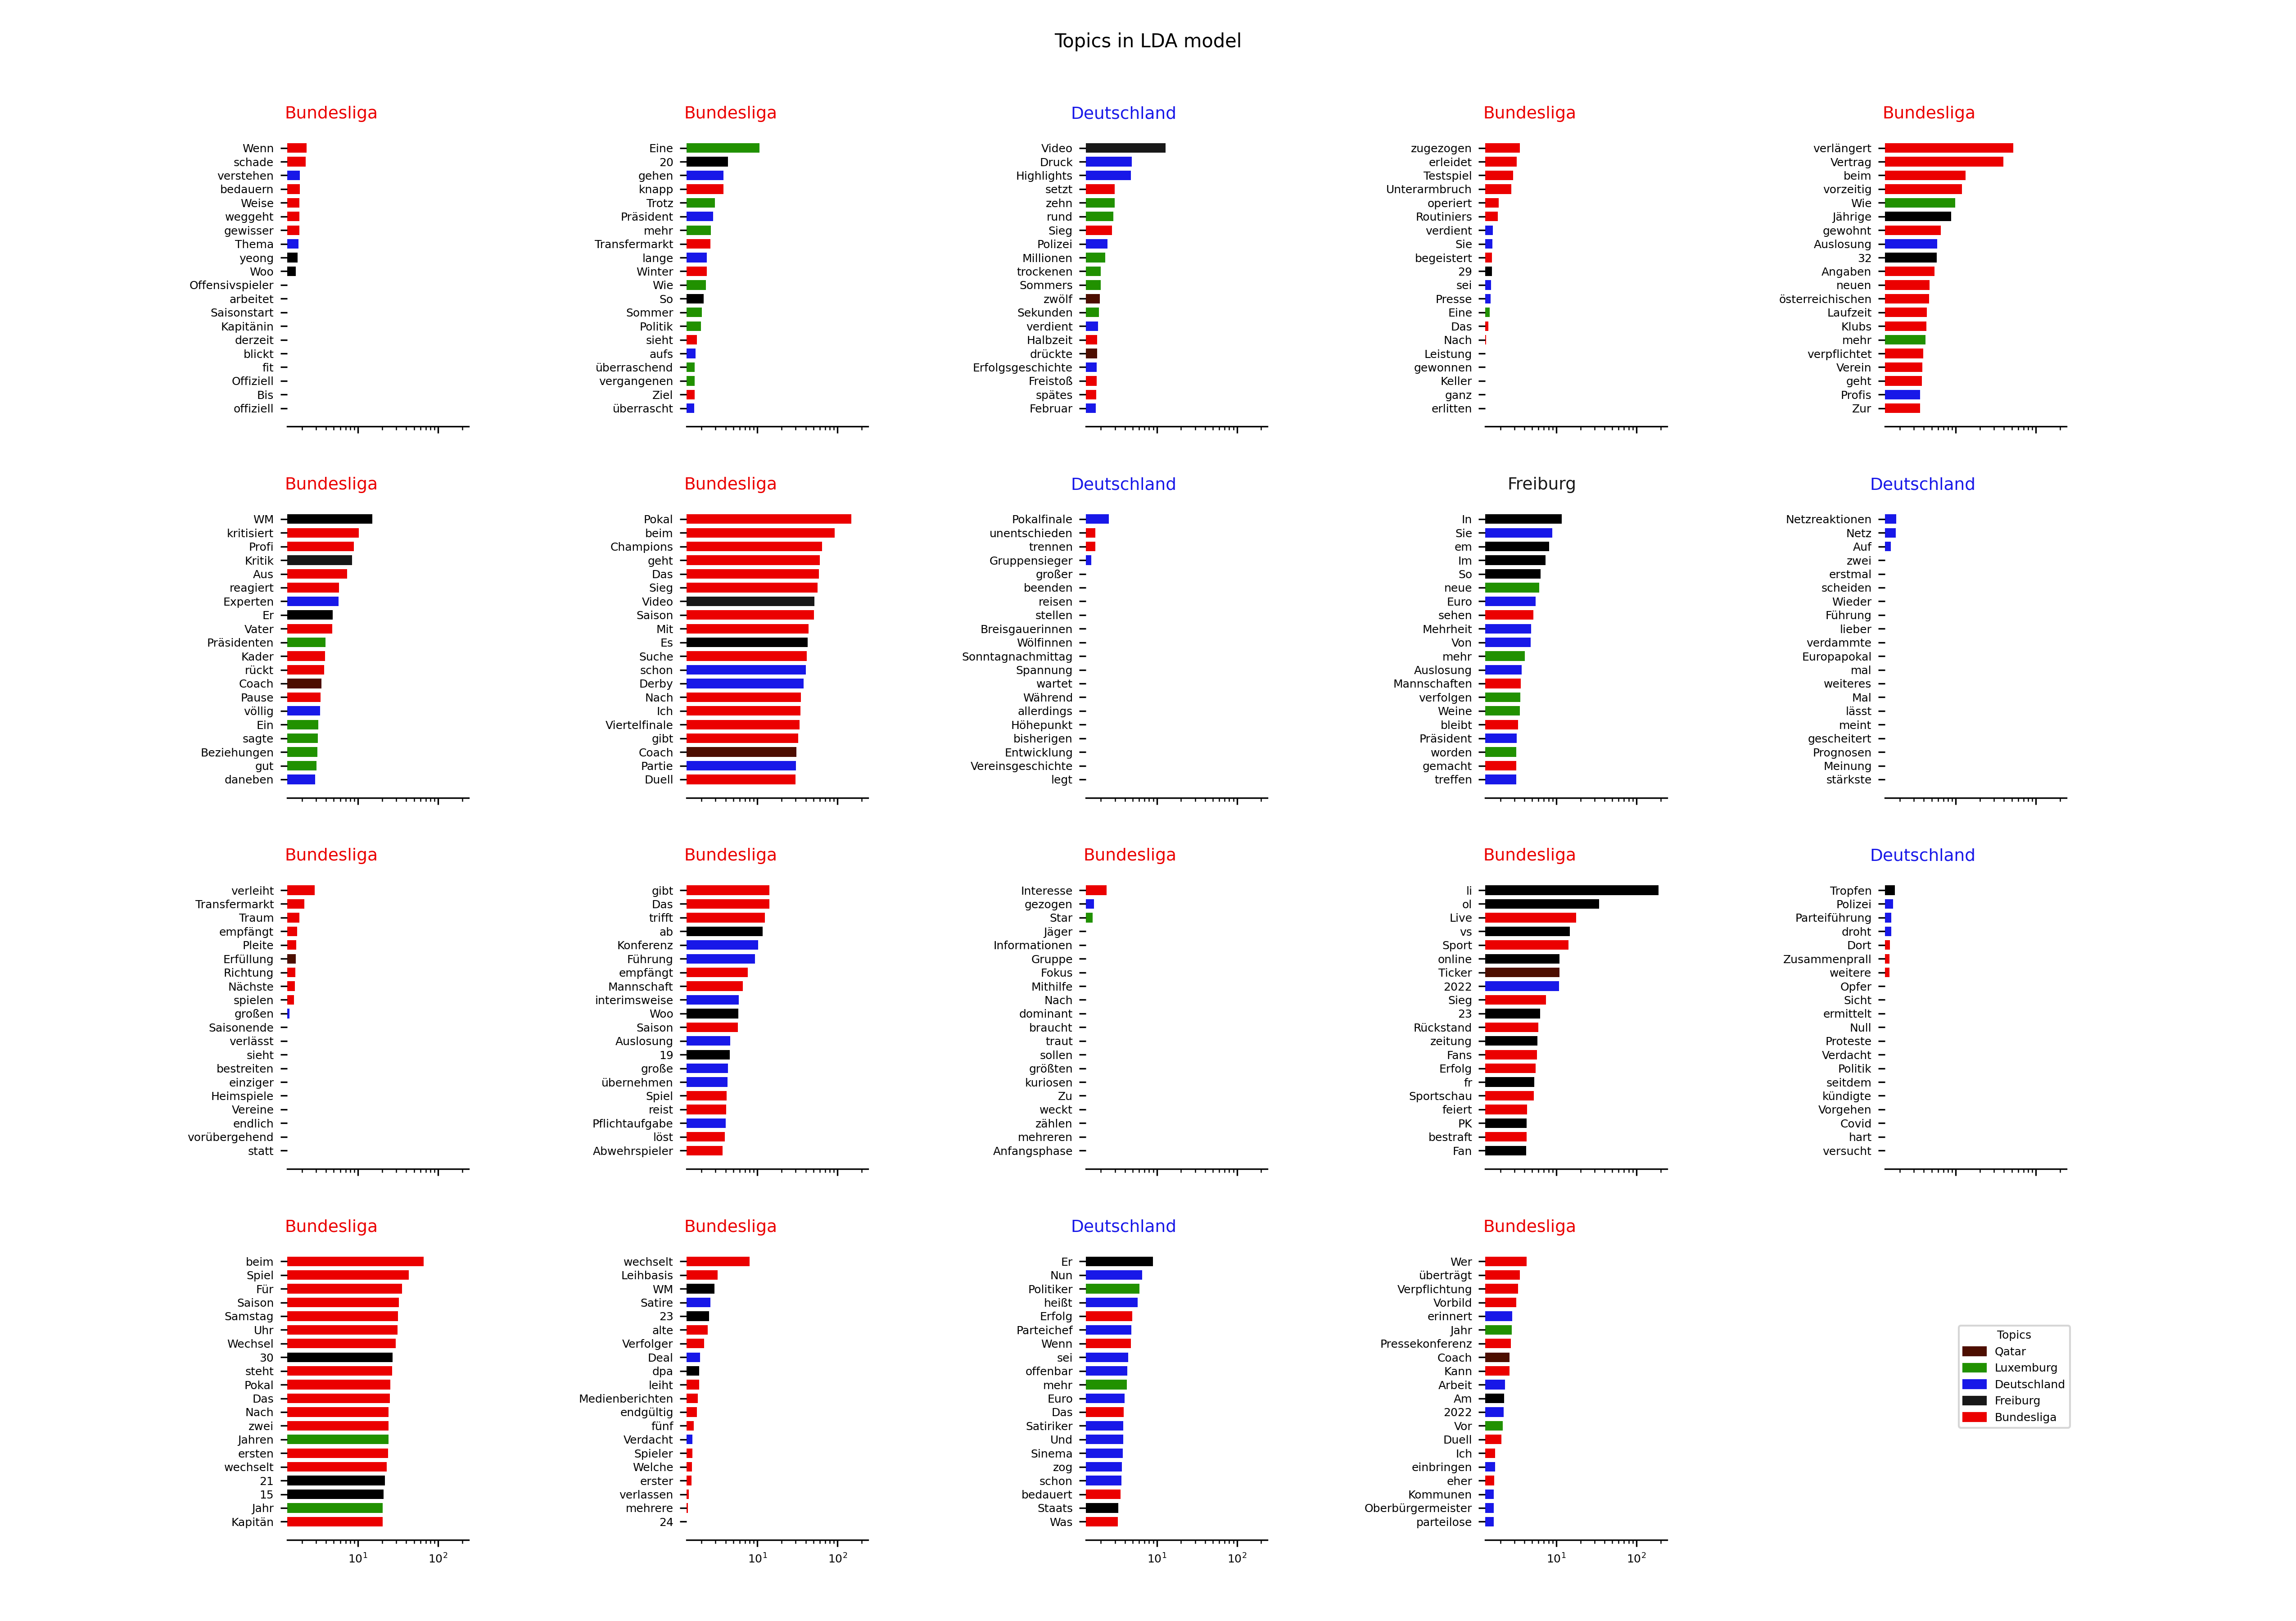 Topics in LDA model
Bundesliga
Wenn
schade
verstehen
bedauern
Weise
weggeht
gewisser
Thema
yeong
Woo
Offensivspieler
arbeitet
Saisonstart
Kapitänin
derzeit
blickt
fit
Offiziell
Bis
offiziell
Bundesliga
Eine
20
gehen
knapp
Trotz
Präsident
mehr
Transfermarkt
lange
Winter
Wie
So
Sommer
Politik
sieht
aufs
überraschend
vergangenen
Ziel
überrascht
Deutschland
Video
Druck
Highlights
setzt
zehn
rund
Sieg
Polizei
Millionen
trockenen
Sommers
zwölf
Sekunden
verdient
Halbzeit
drückte
Erfolgsgeschichte
Freistoß
spätes
Februar
Bundesliga
zugezogen
erleidet
Testspiel
Unterarmbruch
operiert
Routiniers
verdient
Sie
begeistert
29
sei
Presse
Eine
Das
Nach
Leistung
gewonnen
Keller
ganz
erlitten
Bundesliga
verlängert
Vertrag
beim
vorzeitig
Wie
Jährige
gewohnt
Auslosung
32
Angaben
neuen
österreichischen
Laufzeit
Klubs
mehr
verpflichtet
Verein
geht
Profis
Zur
Bundesliga
WM
kritisiert
Profi
Kritik
Aus
reagiert
Experten
Er
Vater
Präsidenten
Kader
rückt
Coach
Pause
völlig
Ein
sagte
Beziehungen
gut
daneben
Bundesliga
Pokal
beim
Champions
geht
Das
Sieg
Video
Saison
Mit
Es
Suche
schon
Derby
Nach
Ich
Viertelfinale
gibt
Coach
Partie
Duell
Deutschland
Pokalfinale
unentschieden
trennen
Gruppensieger
großer
beenden
reisen
stellen
Breisgauerinnen
Wölfinnen
Sonntagnachmittag
Spannung
wartet
Während
allerdings
Höhepunkt
bisherigen
Entwicklung
Vereinsgeschichte
legt
Freiburg
In
Sie
em
Im
So
neue
Euro
sehen
Mehrheit
Von
mehr
Auslosung
Mannschaften
verfolgen
Weine
bleibt
Präsident
worden
gemacht
treffen
Deutschland
Netzreaktionen
Netz
Auf
zwei
erstmal
scheiden
Wieder
Führung
lieber
verdammte
Europapokal
mal
weiteres
Mal
lässt
meint
gescheitert
Prognosen
Meinung
stärkste
Bundesliga
verleiht
Transfermarkt
Traum
empfängt
Pleite
Erfüllung
Richtung
Nächste
spielen
großen
Saisonende
verlässt
sieht
bestreiten
einziger
Heimspiele
Vereine
endlich
vorübergehend
statt
Bundesliga
gibt
Das
trifft
ab
Konferenz
Führung
empfängt
Mannschaft
interimsweise
Woo
Saison
Auslosung
19
große
übernehmen
Spiel
reist
Pflichtaufgabe
löst
Abwehrspieler
Bundesliga
Interesse
gezogen
Star
Jäger
Informationen
Gruppe
Fokus
Mithilfe
Nach
dominant
braucht
traut
sollen
größten
kuriosen
Zu
weckt
zählen
mehreren
Anfangsphase
Bundesliga
li
ol
Live
vs
Sport
online
Ticker
2022
Sieg
23
Rückstand
zeitung
Fans
Erfolg
fr
Sportschau
feiert
PK
bestraft
Fan
Deutschland
Tropfen
Polizei
Parteiführung
droht
Dort
Zusammenprall
weitere
Opfer
Sicht
ermittelt
Null
Proteste
Verdacht
Politik
seitdem
kündigte
Vorgehen
Covid
hart
versucht
Bundesliga
beim
Spiel
Für
Saison
Samstag
Uhr
Wechsel
30
steht
Pokal
Das
Nach
zwei
Jahren
ersten
wechselt
21
15
Jahr
Kapitän
10¹ 10²
Bundesliga
wechselt
Leihbasis
WM
Satire
23
alte
Verfolger
Deal
dpa
leiht
Medienberichten
endgültig
fünf
Verdacht
Spieler
Welche
erster
verlassen
mehrere
24
10¹ 10²
Deutschland
Er
Nun
Politiker
heißt
Erfolg
Parteichef
Wenn
sei
offenbar
mehr
Euro
Das
Satiriker
Und
Sinema
zog
schon
bedauert
Staats
Was
10¹ 10²
Bundesliga
Wer
überträgt
Verpflichtung
Vorbild
erinnert
Jahr
Pressekonferenz
Coach
Kann
Arbeit
Am
2022
Vor
Duell
Ich
einbringen
eher
Kommunen
Oberbürgermeister
parteilose
10¹ 10²
Topics
Qatar
Luxemburg
Deutschland
Freiburg
Bundesliga